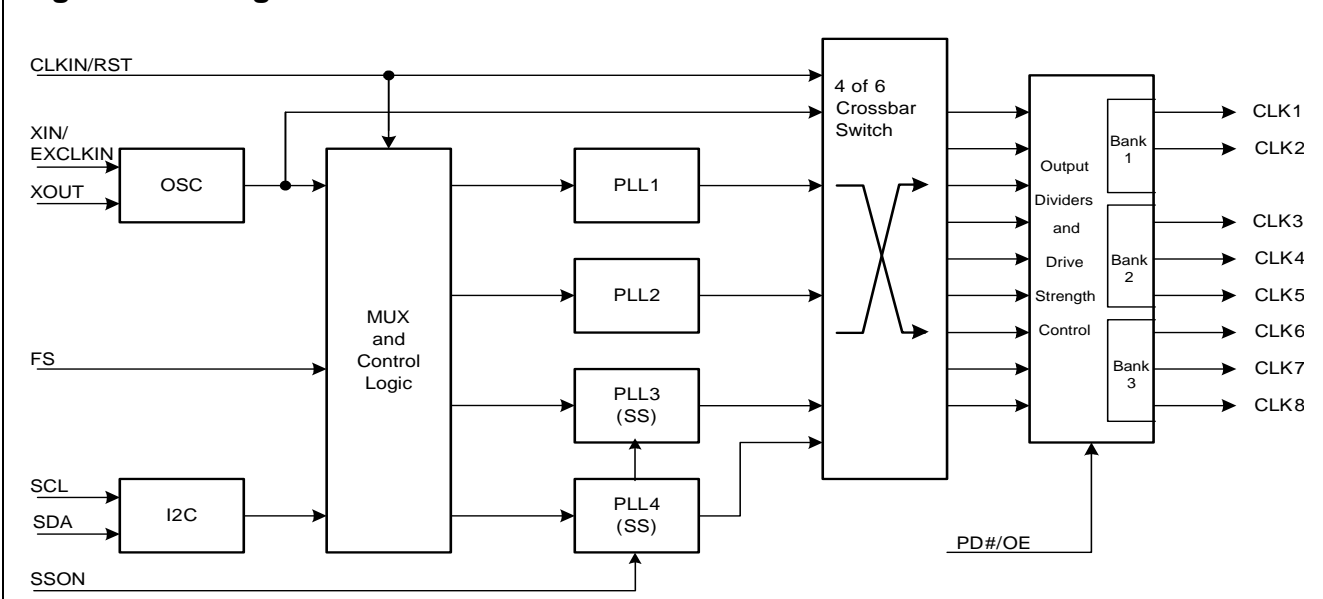 CLKIN/RST
4 of 6
Crossbar
Switch
XIN/
EXCLKIN
XOUT
OSC
PLL1
PLL2
MUX
and
Control
Logic
FS
PLL3
(SS)
SCL
SDA
I2C
PLL4
(SS)
SSON
Output
Dividers
and
Drive
Strength
Control
Bank
1
Bank
2
Bank
3
CLK1
CLK2
CLK3
CLK4
CLK5
CLK6
CLK7
CLK8
PD#/OE